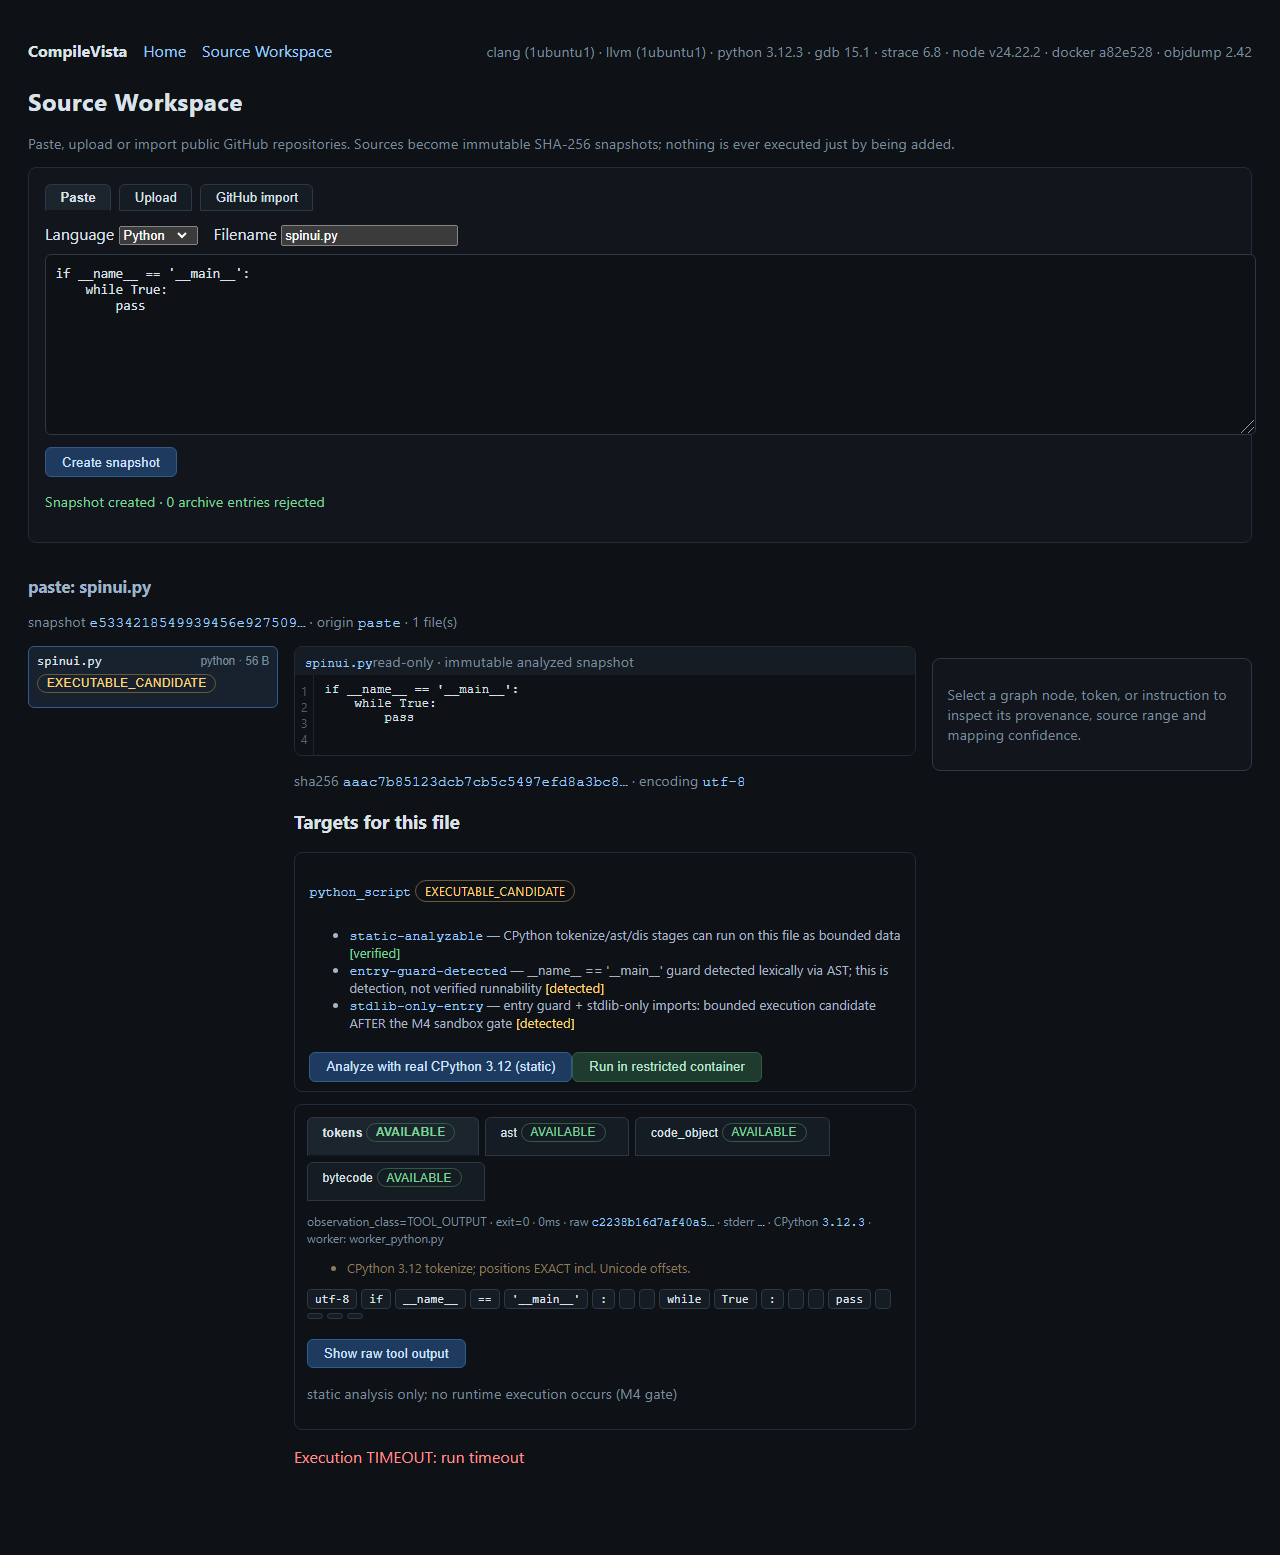 CompileVista Home Source Workspace clang (1ubuntu1) · llvm (1ubuntu1) · python 3.12.3 · gdb 15.1 · strace 6.8 · node v24.22.2 · docker a82e528 · objdump 2.42
Source Workspace
Paste, upload or import public GitHub repositories. Sources become immutable SHA-256 snapshots; nothing is ever executed just by being added.
Paste Upload GitHub import
Language Python Filename spinui.py
if __name__ == '__main__':
    while True:
        pass
Create snapshot
Snapshot created · 0 archive entries rejected
paste: spinui.py
snapshot e5334218549939456e927509… · origin paste · 1 file(s)
spinui.py python · 56 B
EXECUTABLE_CANDIDATE
spinui.pyread-only · immutable analyzed snapshot
1 if __name__ == '__main__':
2     while True:
3         pass
4
sha256 aaac7b85123dcb7cb5c5497efd8a3bc8… · encoding utf-8
Select a graph node, token, or instruction to
inspect its provenance, source range and
mapping confidence.
Targets for this file
python_script EXECUTABLE_CANDIDATE
• static-analyzable — CPython tokenize/ast/dis stages can run on this file as bounded data
[verified]
• entry-guard-detected — __name__ == '__main__' guard detected lexically via AST; this is
detection, not verified runnability [detected]
• stdlib-only-entry — entry guard + stdlib-only imports: bounded execution candidate
AFTER the M4 sandbox gate [detected]
Analyze with real CPython 3.12 (static) Run in restricted container
tokens AVAILABLE ast AVAILABLE code_object AVAILABLE
bytecode AVAILABLE
observation_class=TOOL_OUTPUT · exit=0 · 0ms · raw c2238b16d7af40a5… · stderr … · CPython 3.12.3 ·
worker: worker_python.py
• CPython 3.12 tokenize; positions EXACT incl. Unicode offsets.
utf-8 if __name__ == '__main__' : while True : pass
Show raw tool output
static analysis only; no runtime execution occurs (M4 gate)
Execution TIMEOUT: run timeout